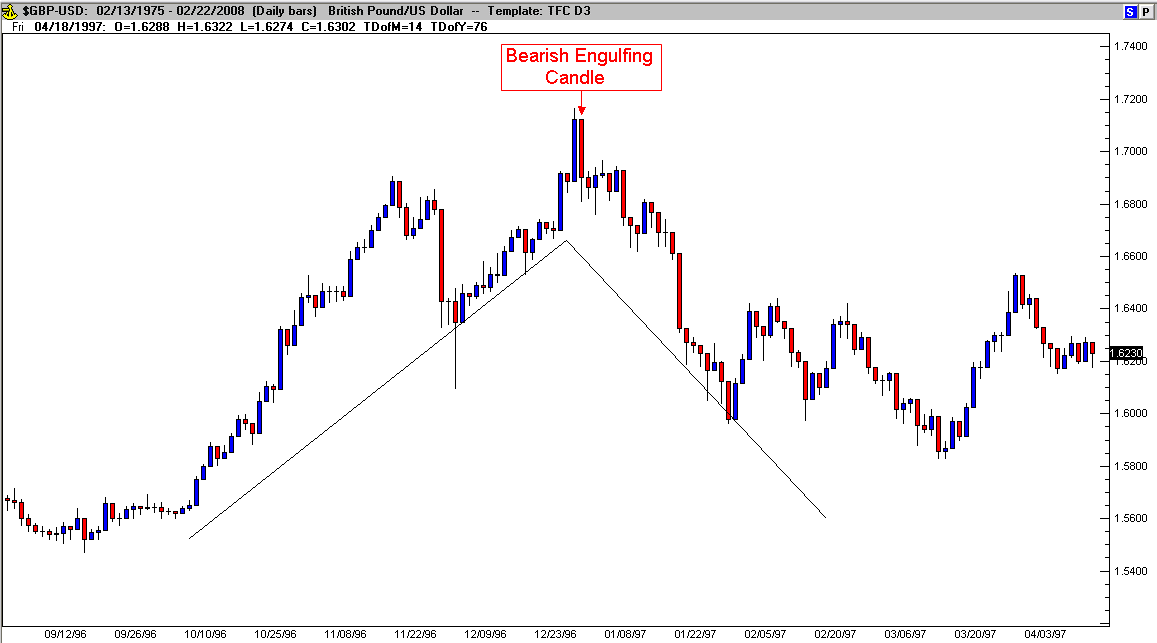 $GBP-USD: 02/13/1975 - 02/22/2008 (Daily bars) British Pound/US Dollar -- Template: TFC D3
S P
Fri 04/18/1997: O=1.6288 H=1.6322 L=1.6274 C=1.6302 TDofM=14 TDofY=76
Bearish Engulfing
Candle
1.7400
1.7200
1.7000
1.6800
1.6600
1.6400
1.6230
1.6200
1.6000
1.5800
1.5600
1.5400
09/12/96 09/26/96 10/10/96 10/25/96 11/08/96 11/22/96 12/09/96 12/23/96 01/08/97 01/22/97 02/05/97 02/20/97 03/06/97 03/20/97 04/03/97